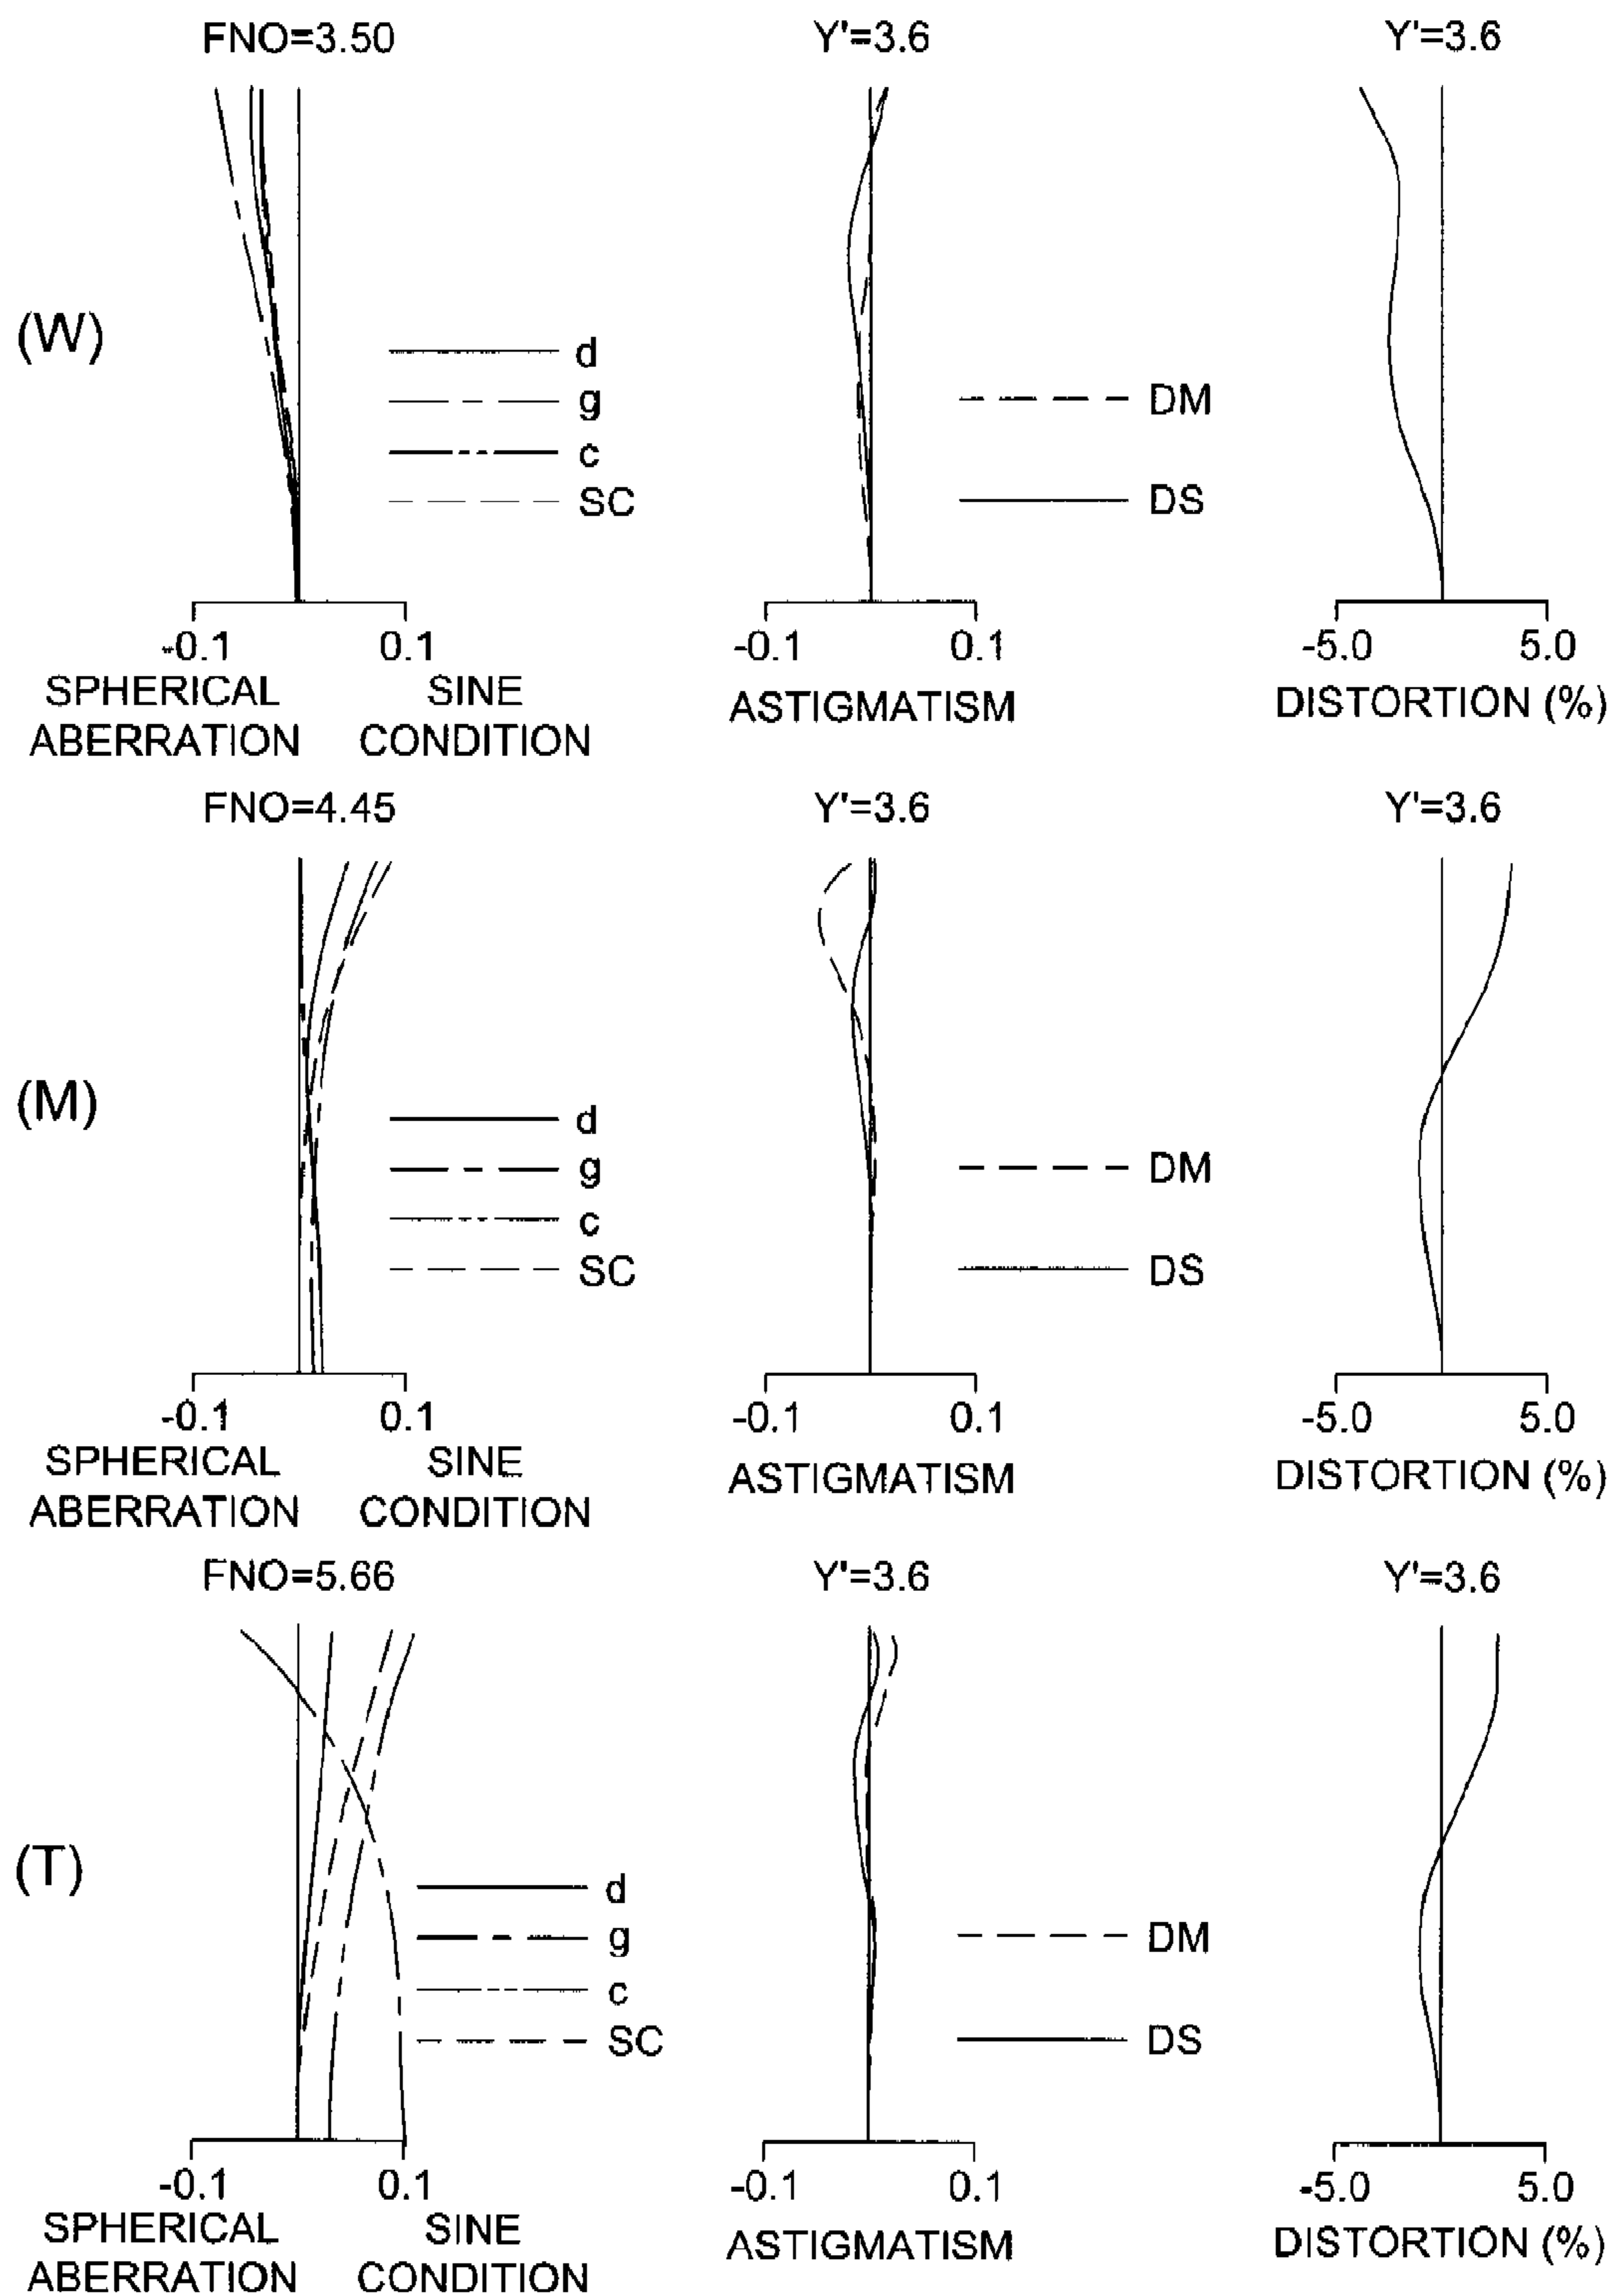 FNO=3.50
Y'=3.6
Y'=3.6
(W)
d
g
c
SC
DM
DS
-0.1
0.1
-0.1
0.1
-5.0
5.0
SPHERICAL
ABERRATION
SINE
CONDITION
ASTIGMATISM
DISTORTION (%)
FNO=4.45
Y'=3.6
Y'=3.6
(M)
d
g
c
SC
DM
DS
-0.1
0.1
-0.1
0.1
-5.0
5.0
SPHERICAL
ABERRATION
SINE
CONDITION
ASTIGMATISM
DISTORTION (%)
FNO=5.66
Y'=3.6
Y'=3.6
(T)
d
g
c
SC
DM
DS
-0.1
0.1
-0.1
0.1
-5.0
5.0
SPHERICAL
ABERRATION
SINE
CONDITION
ASTIGMATISM
DISTORTION (%)